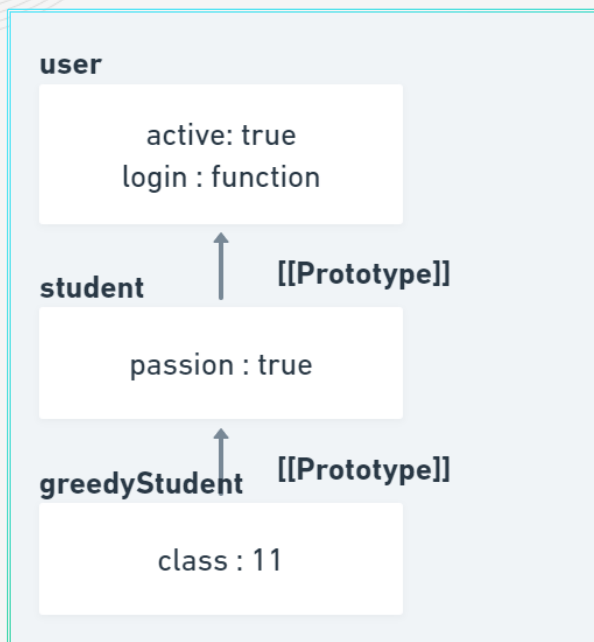 user
active: true
login : function
[[Prototype]]
student
passion : true
[[Prototype]]
greedyStudent
class : 11